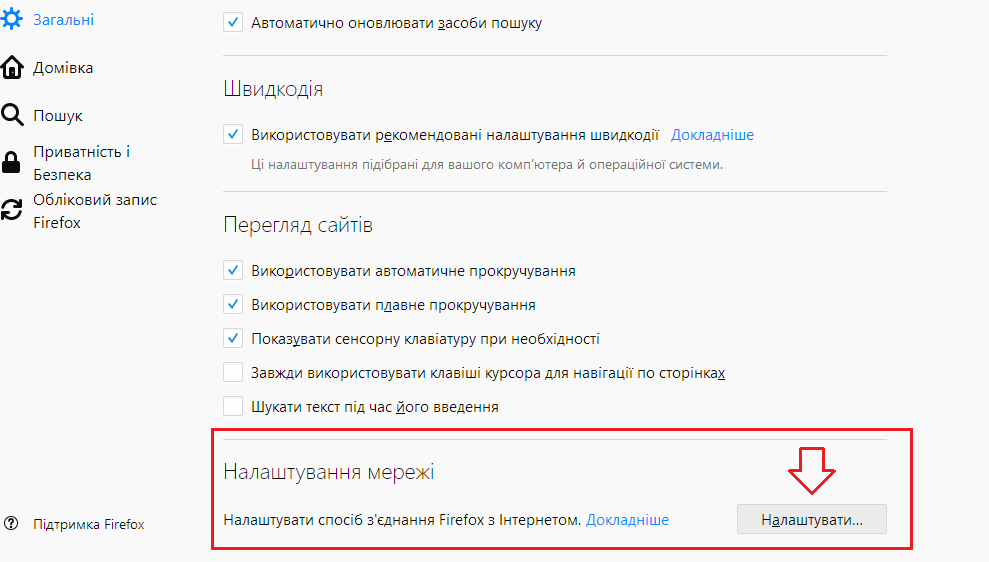 Загальні
Домівка
Пошук
Приватність і
Безпека
Обліковий запис
Firefox
Підтримка Firefox
Автоматично оновлювати засоби пошуку
Швидкодія
Використовувати рекомендовані налаштування швидкодії Докладніше
Ці налаштування підібрані для вашого комп'ютера й операційної системи.
Перегляд сайтів
Використовувати автоматичне прокручування
Використовувати плавне прокручування
Показувати сенсорну клавіатуру при необхідності
Завжди використовувати клавіші курсора для навігації по сторінках
Шукати текст під час його введення
Налаштування мережі
Налаштувати спосіб з'єднання Firefox з Інтернетом. Докладніше
Налаштувати...